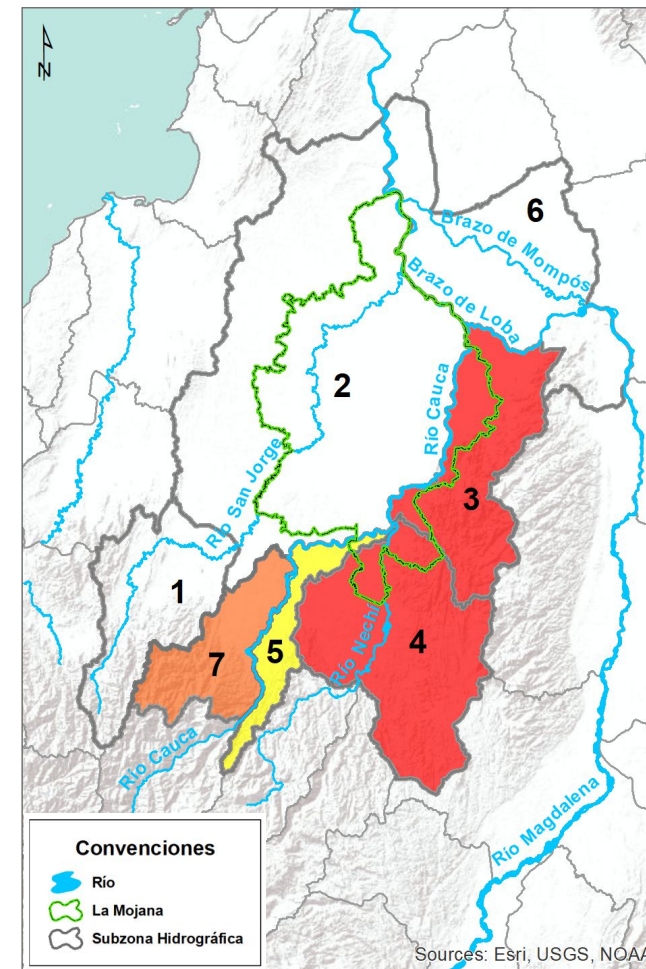 N
6
Brazo de Mompós
Brazo de Loba
2
Río Cauca
Río San Jorge
3
1
5
4
7
Río Nechí
Río Cauca
Río Magdalena
Convenciones
Río
La Mojana
Subzona Hidrográfica
Sources: Esri, USGS, NOAA